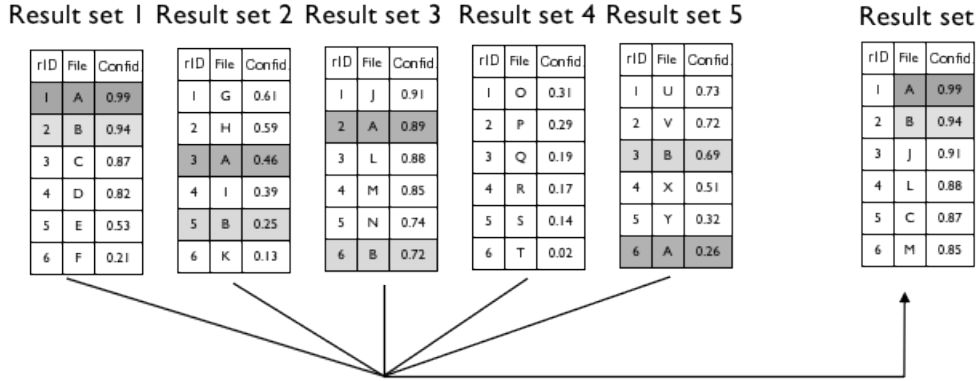 Result set 1 Result set 2 Result set 3 Result set 4 Result set 5 Result set
rID File Confid.
1 A 0.99
2 B 0.94
3 C 0.87
4 D 0.82
5 E 0.53
6 F 0.21
rID File Confid.
1 G 0.61
2 H 0.59
3 A 0.46
4 I 0.39
5 B 0.25
6 K 0.13
rID File Confid.
1 J 0.91
2 A 0.89
3 L 0.88
4 M 0.85
5 N 0.74
6 B 0.72
rID File Confid.
1 O 0.31
2 P 0.29
3 Q 0.19
4 R 0.17
5 S 0.14
6 T 0.02
rID File Confid.
1 U 0.73
2 V 0.72
3 B 0.69
4 X 0.51
5 Y 0.32
6 A 0.26
rID File Confid.
1 A 0.99
2 B 0.94
3 J 0.91
4 L 0.88
5 C 0.87
6 M 0.85